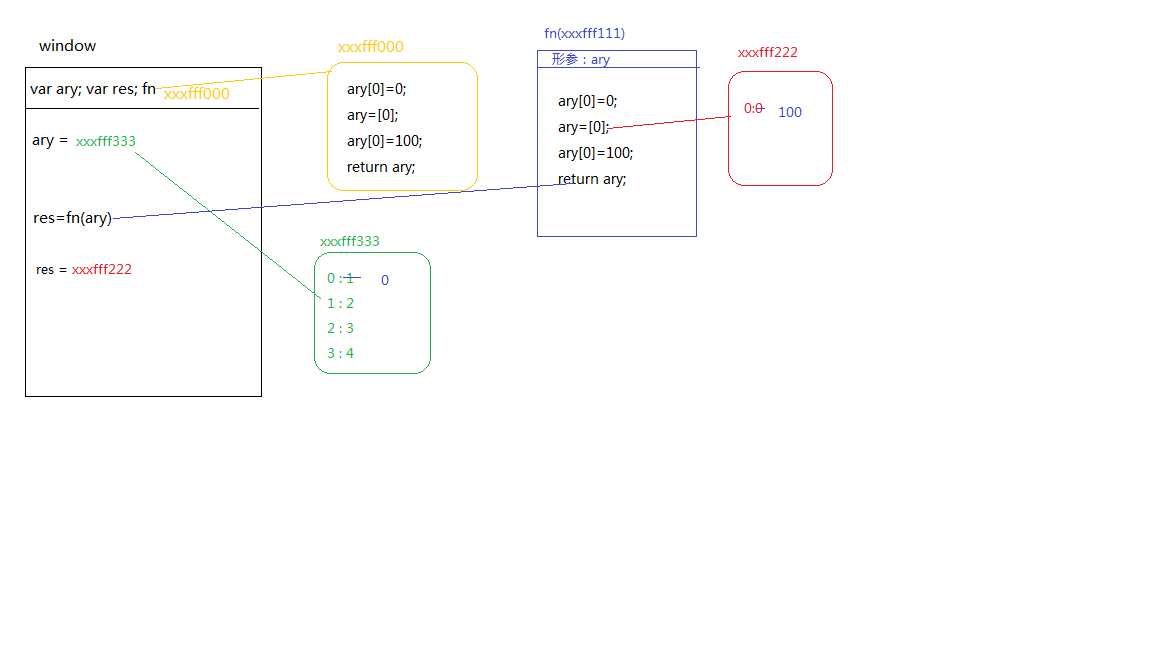 window
var ary; var res; fn xxxfff000
ary = xxxfff333
res=fn(ary)
res = xxxfff222
xxxfff000
ary[0]=0;
ary=[0];
ary[0]=100;
return ary;
xxxfff333
0 : 1 0
1 : 2
2 : 3
3 : 4
fn(xxxfff111)
形参 : ary
ary[0]=0;
ary=[0];
ary[0]=100;
return ary;
xxxfff222
0:0 100